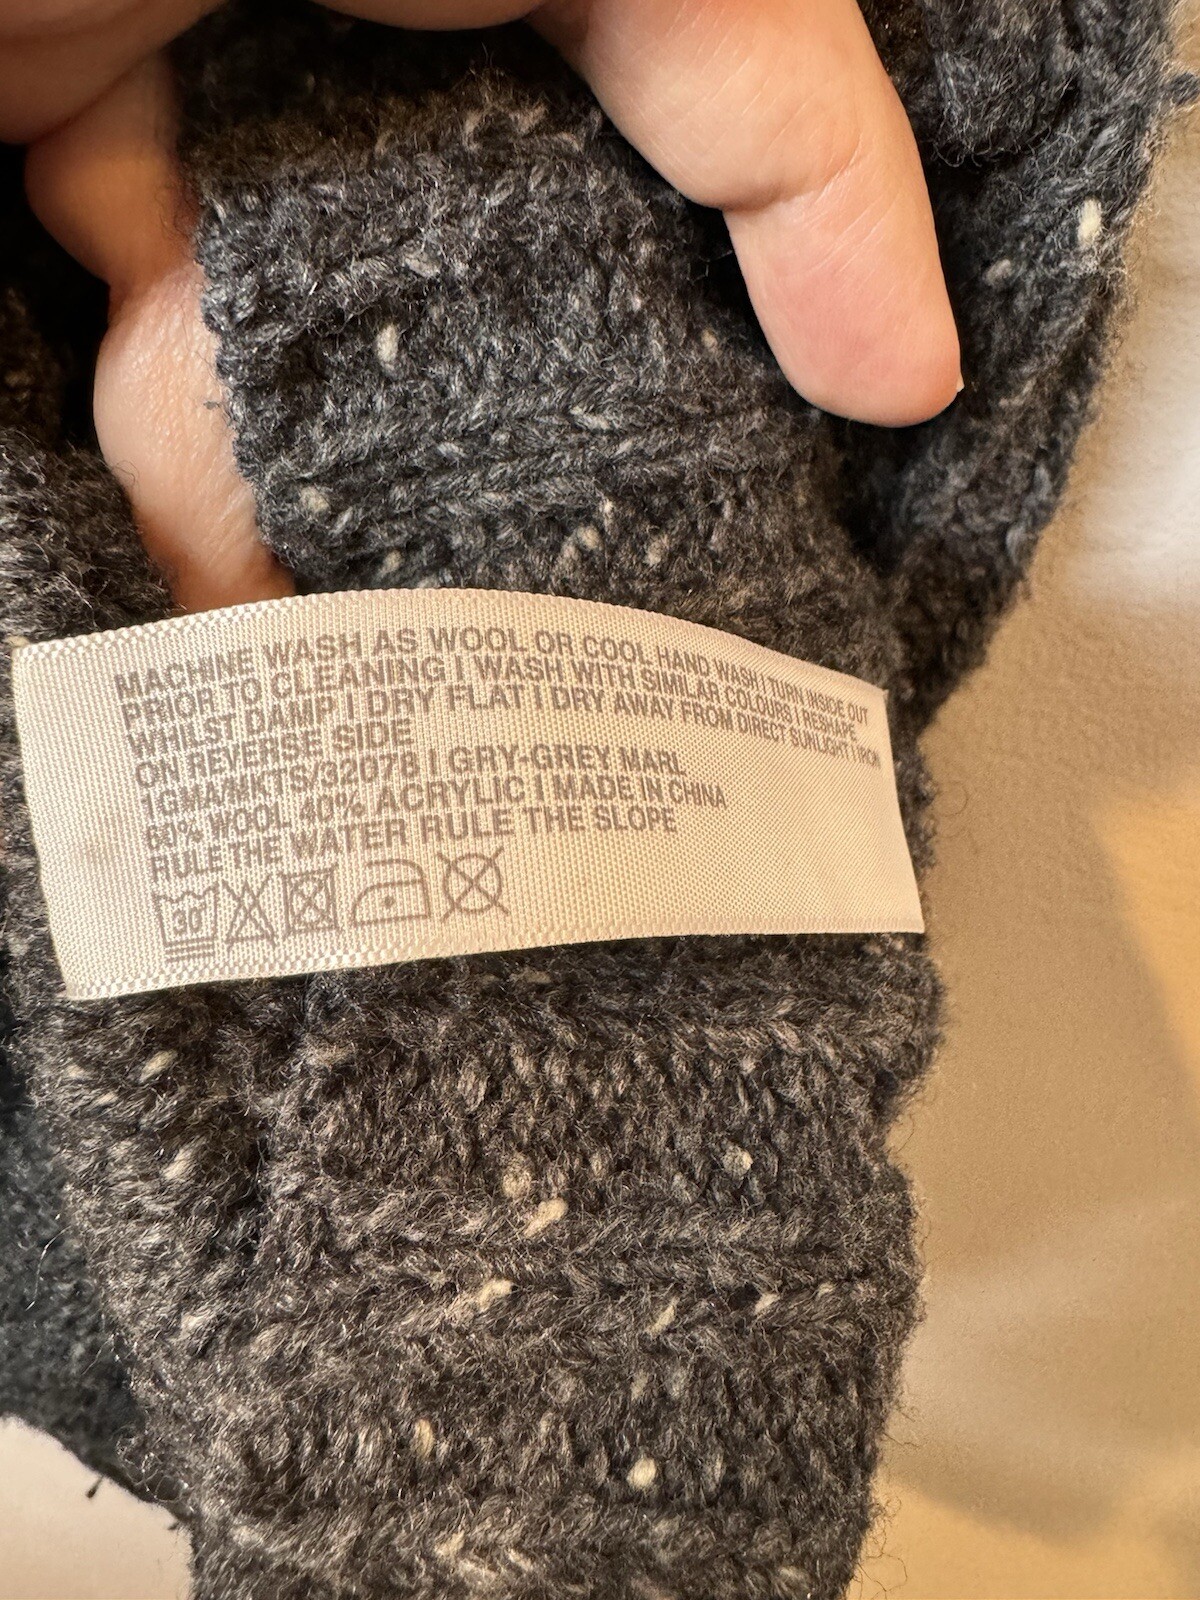 MACHINE WASH AS WOOL OR COOL HAND WASH | TURN INSIDE OUT
PRIOR TO CLEANING | WASH WITH SIMILAR COLOURS | RESHAPE
WHILST DAMP | DRY FLAT | DRY AWAY FROM DIRECT SUNLIGHT | IRON
ON REVERSE SIDE
1GMA/MKTS/32078 | GRY-GREY MARL
60% WOOL 40% ACRYLIC | MADE IN CHINA
RULE THE WATER RULE THE SLOPE
30°